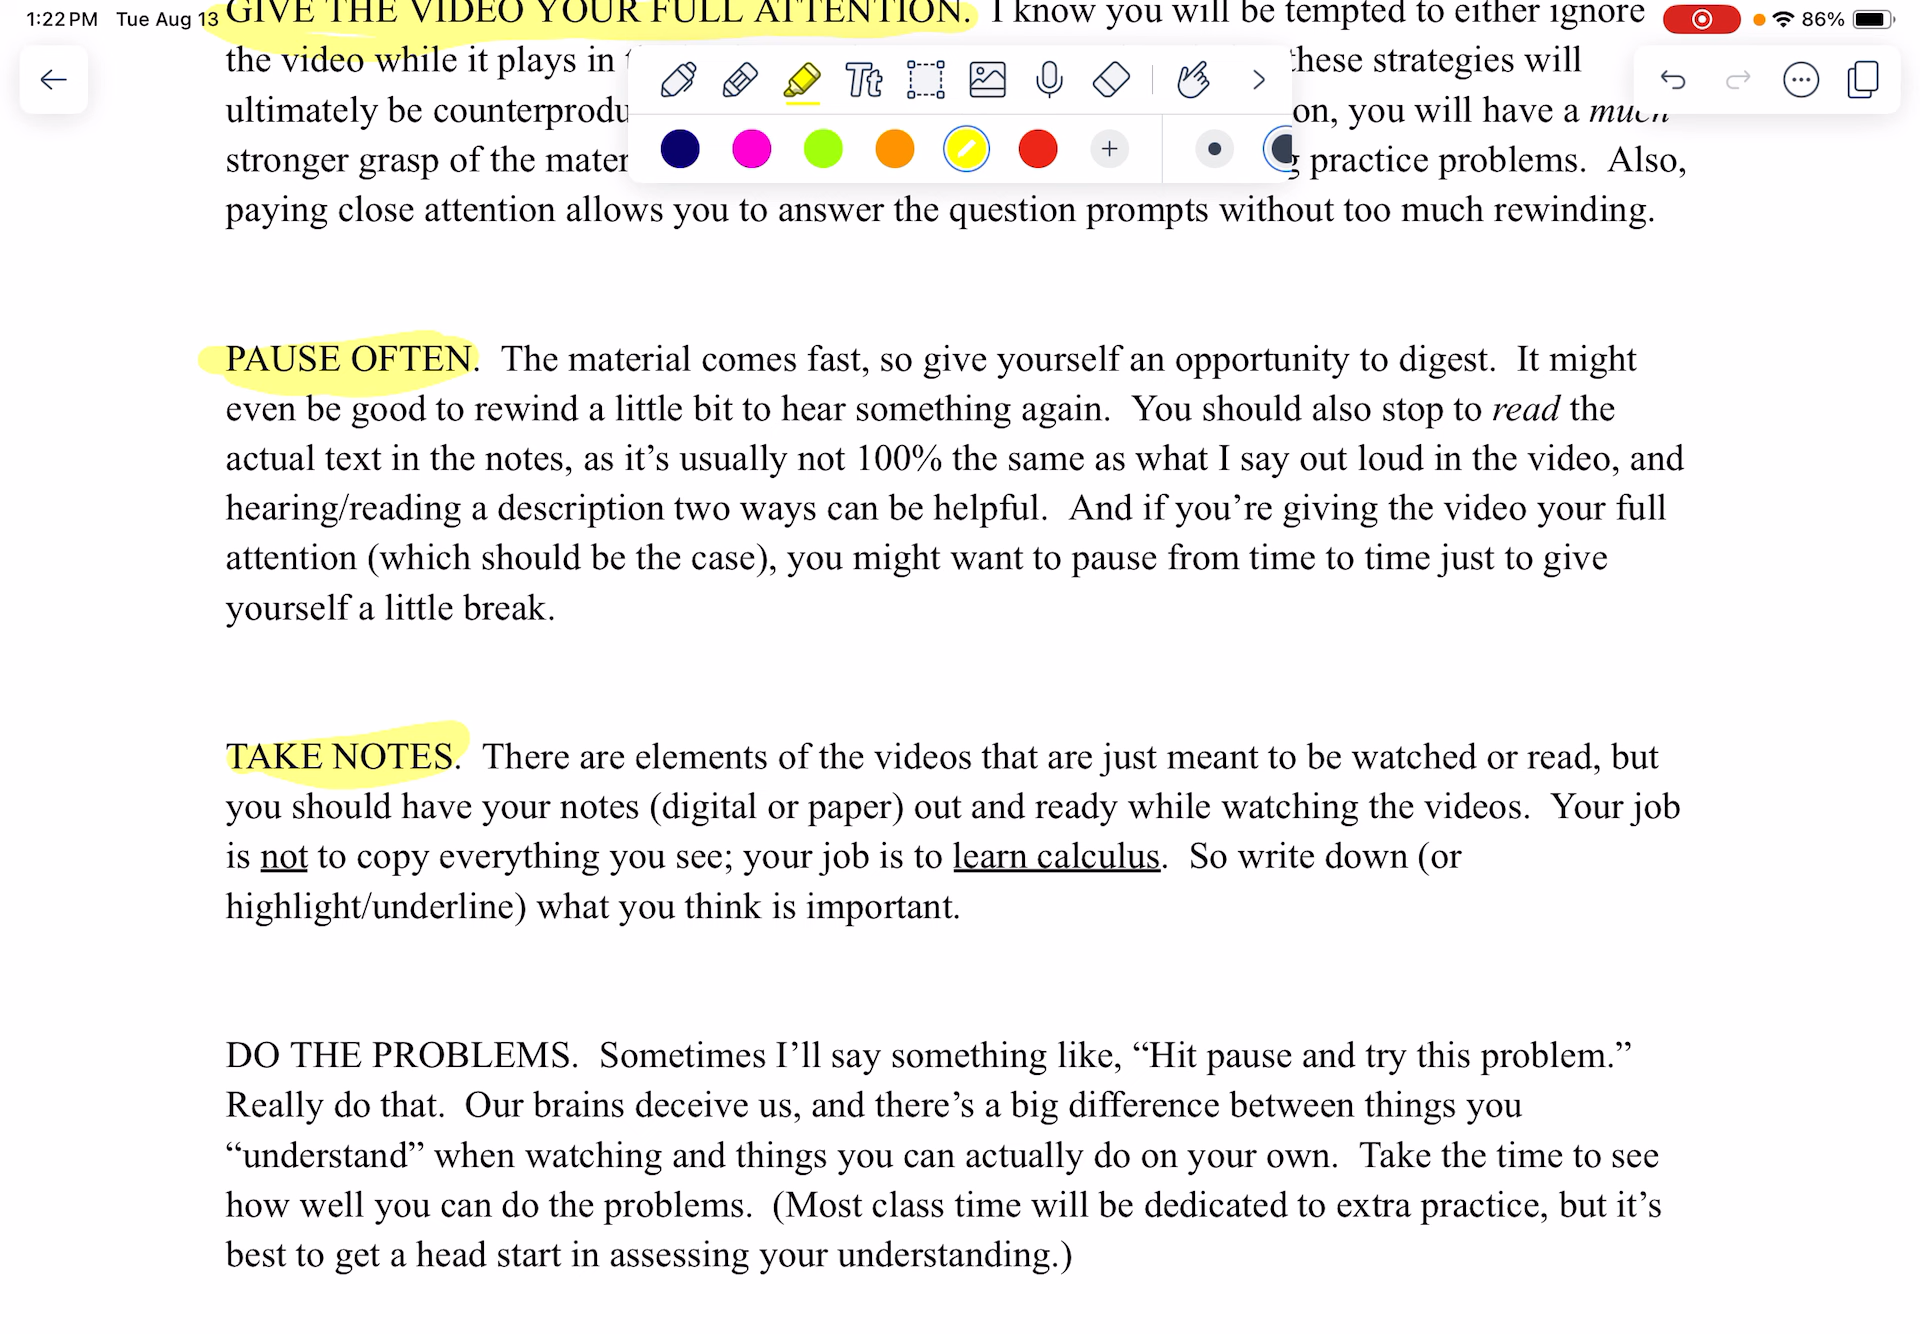 1:22 PM Tue Aug 13
86%
GIVE THE VIDEO YOUR FULL ATTENTION. I know you will be tempted to either ignore
the video while it plays in these strategies will
ultimately be on, you will have a much
stronger grasp of the practice problems. Also,
paying close attention allows you to answer the question prompts without too much rewinding.
PAUSE OFTEN. The material comes fast, so give yourself an opportunity to digest. It might
even be good to rewind a little bit to hear something again. You should also stop to read the
actual text in the notes, as it’s usually not 100% the same as what I say out loud in the video, and
hearing/reading a description two ways can be helpful. And if you’re giving the video your full
attention (which should be the case), you might want to pause from time to time just to give
yourself a little break.
TAKE NOTES. There are elements of the videos that are just meant to be watched or read, but
you should have your notes (digital or paper) out and ready while watching the videos. Your job
is not to copy everything you see; your job is to learn calculus. So write down (or
highlight/underline) what you think is important.
DO THE PROBLEMS. Sometimes I’ll say something like, “Hit pause and try this problem.”
Really do that. Our brains deceive us, and there’s a big difference between things you
“understand” when watching and things you can actually do on your own. Take the time to see
how well you can do the problems. (Most class time will be dedicated to extra practice, but it’s
best to get a head start in assessing your understanding.)